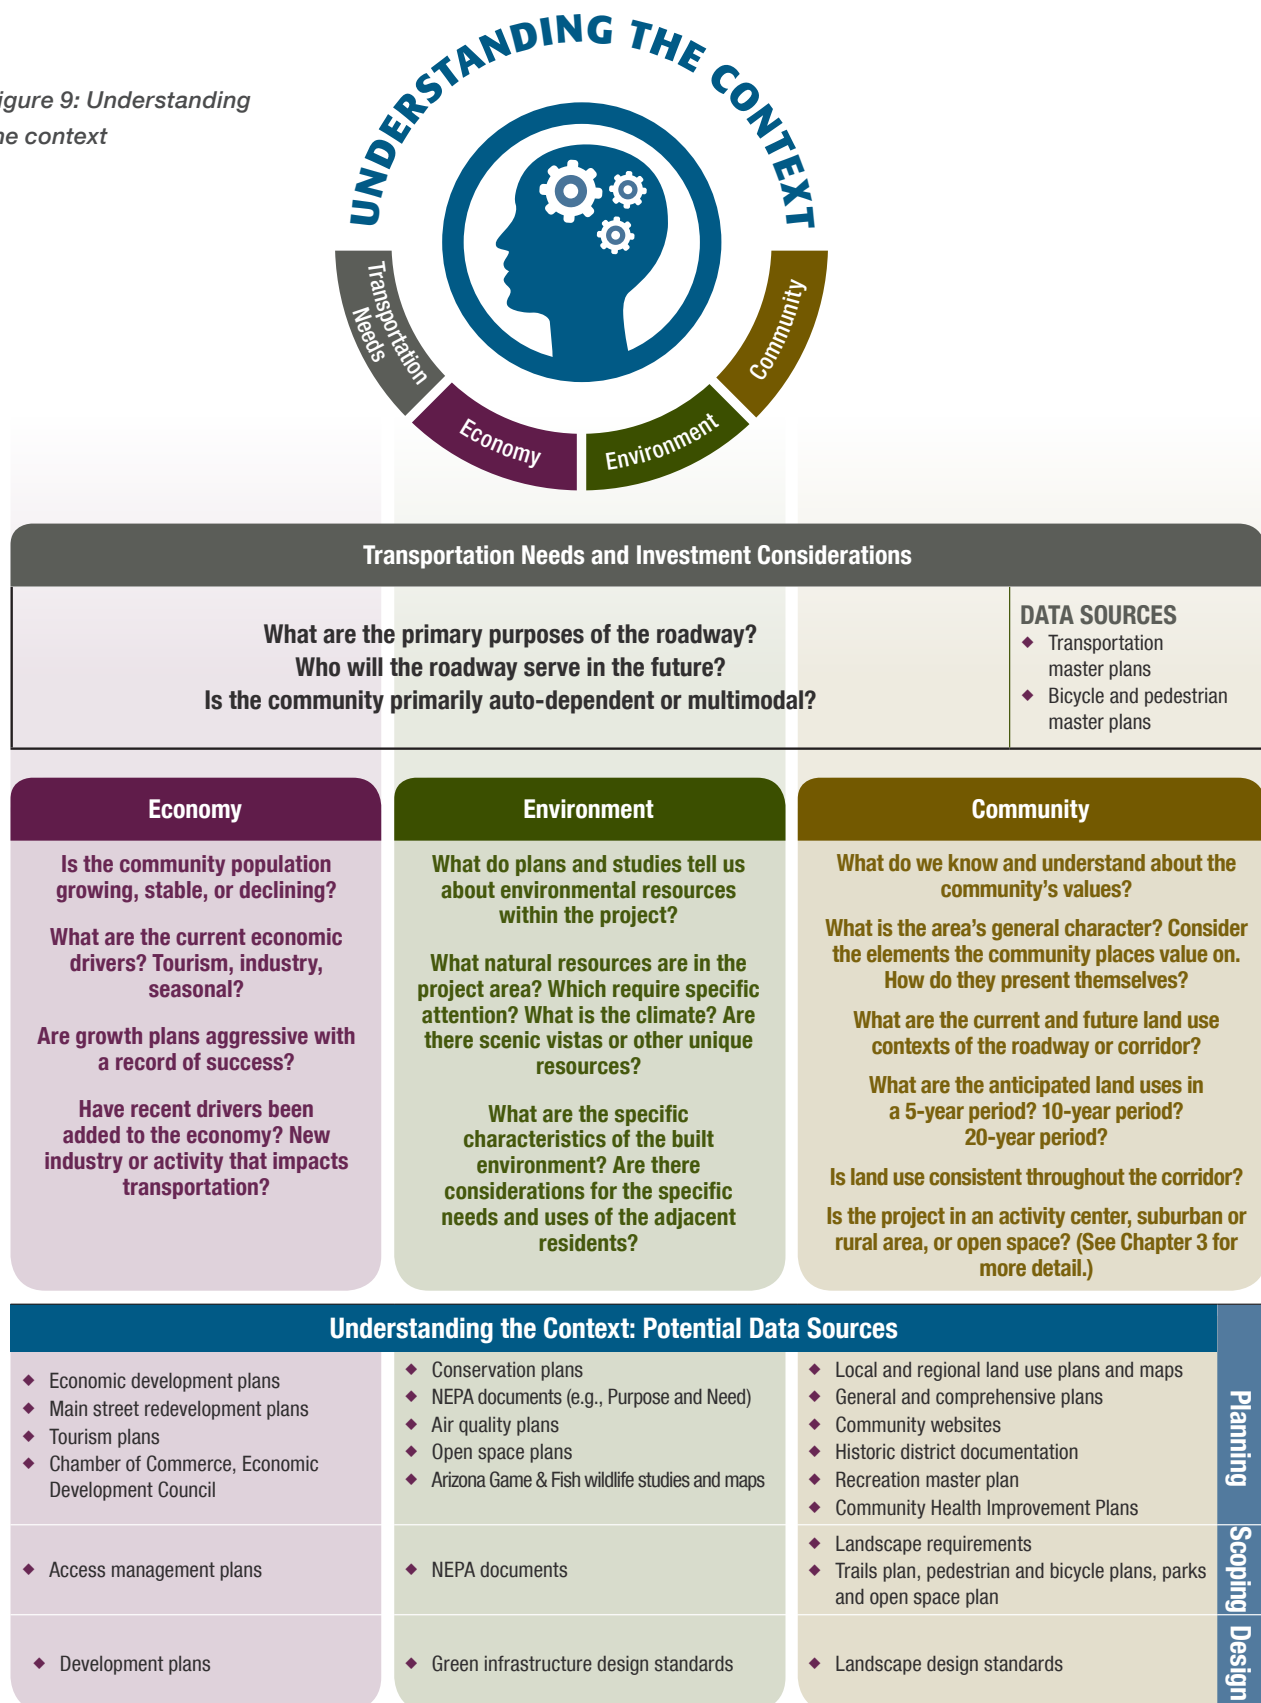 UNDERSTANDING THE CONTEXT
igure 9: Understanding
he context
Transportation
Needs
Economy
Environment
Community
Transportation Needs and Investment Considerations
What are the primary purposes of the roadway?
Who will the roadway serve in the future?
Is the community primarily auto-dependent or multimodal?
DATA SOURCES
◆ Transportation
master plans
◆ Bicycle and pedestrian
master plans
Economy
Is the community population
growing, stable, or declining?
What are the current economic
drivers? Tourism, industry,
seasonal?
Are growth plans aggressive with
a record of success?
Have recent drivers been
added to the economy? New
industry or activity that impacts
transportation?
Environment
What do plans and studies tell us
about environmental resources
within the project?
What natural resources are in the
project area? Which require specific
attention? What is the climate? Are
there scenic vistas or other unique
resources?
What are the specific
characteristics of the built
environment? Are there
considerations for the specific
needs and uses of the adjacent
residents?
Community
What do we know and understand about the
community’s values?
What is the area’s general character? Consider
the elements the community places value on.
How do they present themselves?
What are the current and future land use
contexts of the roadway or corridor?
What are the anticipated land uses in
a 5-year period? 10-year period?
20-year period?
Is land use consistent throughout the corridor?
Is the project in an activity center, suburban or
rural area, or open space? (See Chapter 3 for
more detail.)
Understanding the Context: Potential Data Sources
Planning
◆ Economic development plans
◆ Main street redevelopment plans
◆ Tourism plans
◆ Chamber of Commerce, Economic
Development Council
◆ Conservation plans
◆ NEPA documents (e.g., Purpose and Need)
◆ Air quality plans
◆ Open space plans
◆ Arizona Game & Fish wildlife studies and maps
◆ Local and regional land use plans and maps
◆ General and comprehensive plans
◆ Community websites
◆ Historic district documentation
◆ Recreation master plan
◆ Community Health Improvement Plans
Scoping
◆ Access management plans
◆ NEPA documents
◆ Landscape requirements
◆ Trails plan, pedestrian and bicycle plans, parks
and open space plan
Design
◆ Development plans
◆ Green infrastructure design standards
◆ Landscape design standards